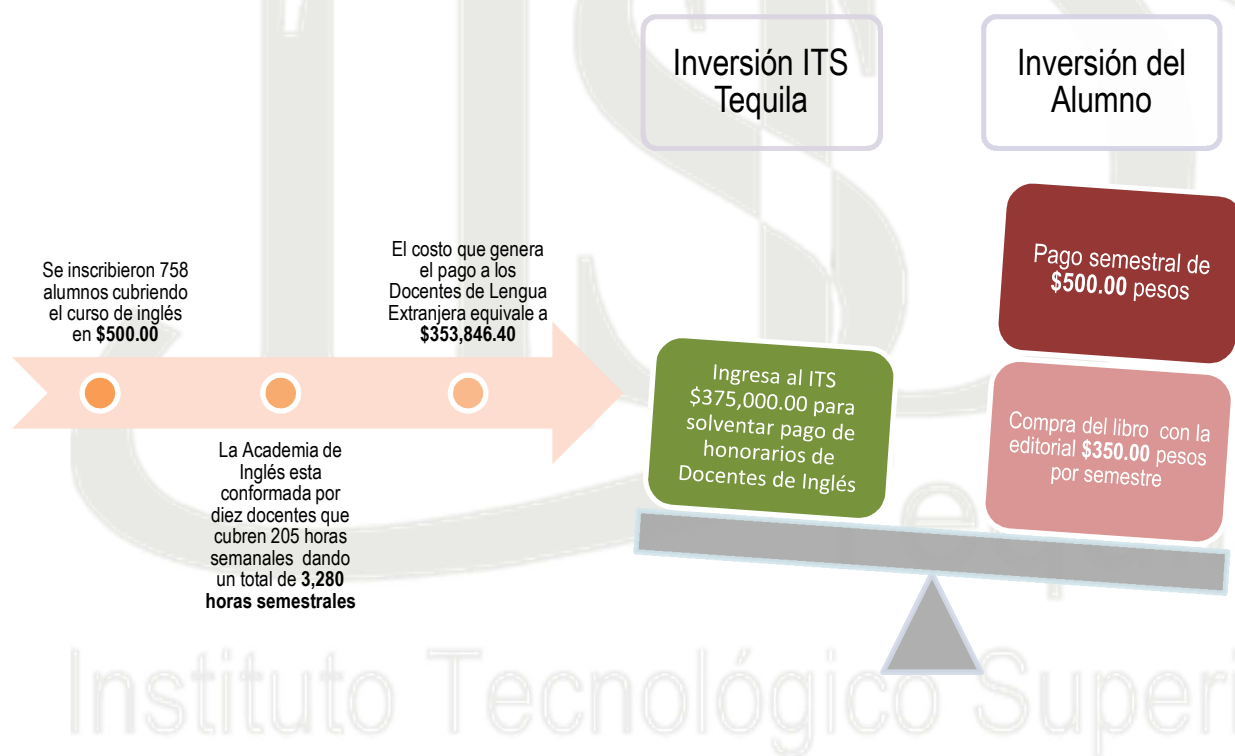 Se inscribieron 758
alumnos cubriendo
el curso de inglés
en $500.00
La Academia de
Inglés esta
conformada por
diez docentes que
cubren 205 horas
semanales dando
un total de 3,280
horas semestrales
El costo que genera
el pago a los
Docentes de Lengua
Extranjera equivale a
$353,846.40
Inversión ITS
Tequila
Inversión del
Alumno
Ingresa al ITS
$375,000.00 para
solventar pago de
honorarios de
Docentes de Inglés
Pago semestral de
$500.00 pesos
Compra del libro con la
editorial $350.00 pesos
por semestre
Instituto Tecnológico Superi